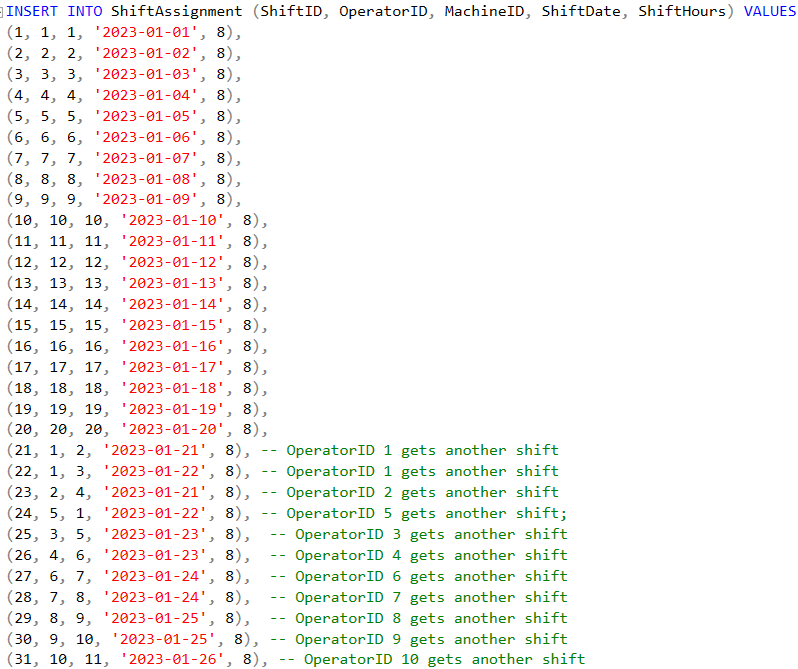 INSERT INTO ShiftAssignment (ShiftID, OperatorID, MachineID, ShiftDate, ShiftHours) VALUES
(1, 1, 1, '2023-01-01', 8),
(2, 2, 2, '2023-01-02', 8),
(3, 3, 3, '2023-01-03', 8),
(4, 4, 4, '2023-01-04', 8),
(5, 5, 5, '2023-01-05', 8),
(6, 6, 6, '2023-01-06', 8),
(7, 7, 7, '2023-01-07', 8),
(8, 8, 8, '2023-01-08', 8),
(9, 9, 9, '2023-01-09', 8),
(10, 10, 10, '2023-01-10', 8),
(11, 11, 11, '2023-01-11', 8),
(12, 12, 12, '2023-01-12', 8),
(13, 13, 13, '2023-01-13', 8),
(14, 14, 14, '2023-01-14', 8),
(15, 15, 15, '2023-01-15', 8),
(16, 16, 16, '2023-01-16', 8),
(17, 17, 17, '2023-01-17', 8),
(18, 18, 18, '2023-01-18', 8),
(19, 19, 19, '2023-01-19', 8),
(20, 20, 20, '2023-01-20', 8),
(21, 1, 2, '2023-01-21', 8), -- OperatorID 1 gets another shift
(22, 1, 3, '2023-01-22', 8), -- OperatorID 1 gets another shift
(23, 2, 4, '2023-01-21', 8), -- OperatorID 2 gets another shift
(24, 5, 1, '2023-01-22', 8), -- OperatorID 5 gets another shift;
(25, 3, 5, '2023-01-23', 8),  -- OperatorID 3 gets another shift
(26, 4, 6, '2023-01-23', 8),  -- OperatorID 4 gets another shift
(27, 6, 7, '2023-01-24', 8),  -- OperatorID 6 gets another shift
(28, 7, 8, '2023-01-24', 8),  -- OperatorID 7 gets another shift
(29, 8, 9, '2023-01-25', 8),  -- OperatorID 8 gets another shift
(30, 9, 10, '2023-01-25', 8), -- OperatorID 9 gets another shift
(31, 10, 11, '2023-01-26', 8), -- OperatorID 10 gets another shift